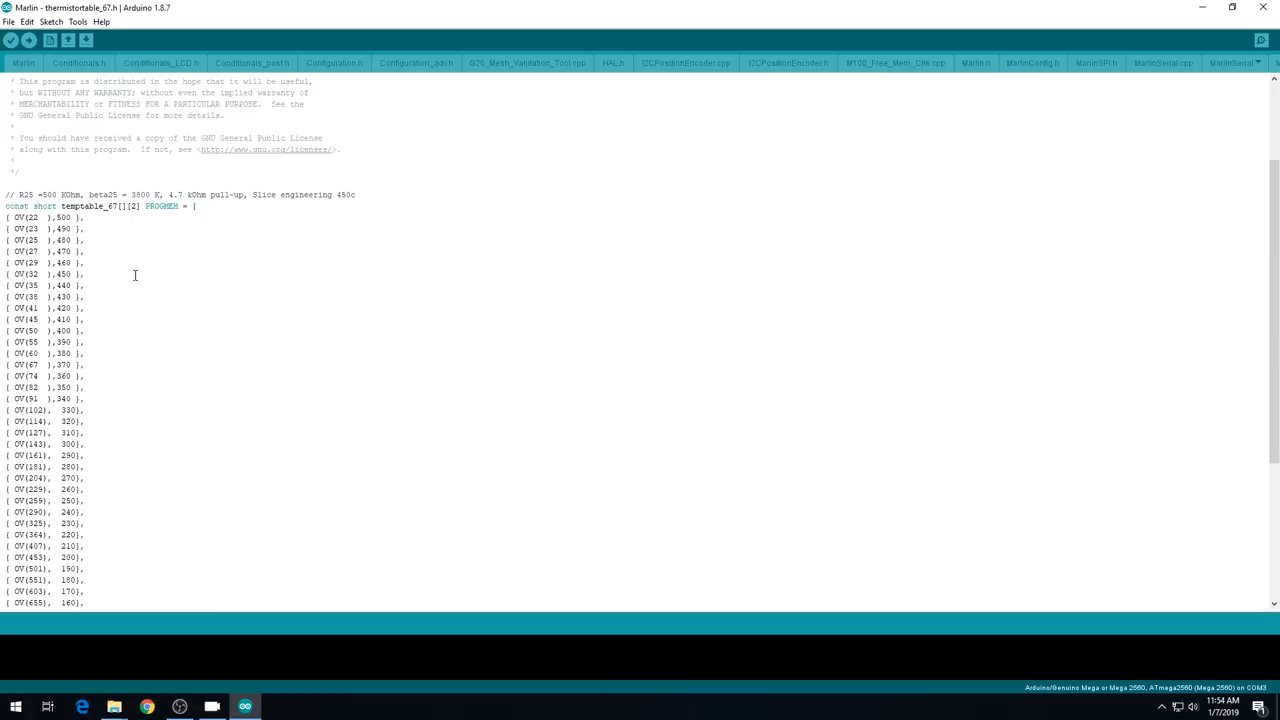 Marlin - thermistortable_67.h | Arduino 1.8.7
File Edit Sketch Tools Help
Marlin Conditionals.h Conditionals_LCD.h Conditionals_post.h Configuration.h Configuration_adv.h G26_Mesh_Validation_Tool.cpp HAL.h I2CPositionEncoder.cpp I2CPositionEncoder.h M100_Free_Mem_Chk.cpp Marlin.h MarlinConfig.h MarlinSPI.h MarlinSerial.cpp MarlinSerial
* This program is distributed in the hope that it will be useful,
* but WITHOUT ANY WARRANTY; without even the implied warranty of
* MERCHANTABILITY or FITNESS FOR A PARTICULAR PURPOSE.  See the
* GNU General Public License for more details.
*
* You should have received a copy of the GNU General Public License
* along with this program.  If not, see <http://www.gnu.org/licenses/>.
*
*/
// R25 =500 KOhm, beta25 = 3800 K, 4.7 kOhm pull-up, Slice engineering 450c
const short temptable_67[][2] PROGMEM = {
{ OV(22  ),500 },
{ OV(23  ),490 },
{ OV(25  ),480 },
{ OV(27  ),470 },
{ OV(29  ),460 },
{ OV(32  ),450 },
{ OV(35  ),440 },
{ OV(38  ),430 },
{ OV(41  ),420 },
{ OV(45  ),410 },
{ OV(50  ),400 },
{ OV(55  ),390 },
{ OV(60  ),380 },
{ OV(67  ),370 },
{ OV(74  ),360 },
{ OV(82  ),350 },
{ OV(91  ),340 },
{ OV(102),  330},
{ OV(114),  320},
{ OV(127),  310},
{ OV(143),  300},
{ OV(161),  290},
{ OV(181),  280},
{ OV(204),  270},
{ OV(229),  260},
{ OV(259),  250},
{ OV(290),  240},
{ OV(325),  230},
{ OV(364),  220},
{ OV(407),  210},
{ OV(453),  200},
{ OV(501),  190},
{ OV(551),  180},
{ OV(603),  170},
{ OV(655),  160},
Arduino/Genuino Mega or Mega 2560, ATmega2560 (Mega 2560) on COM3
11:54 AM
1/7/2019